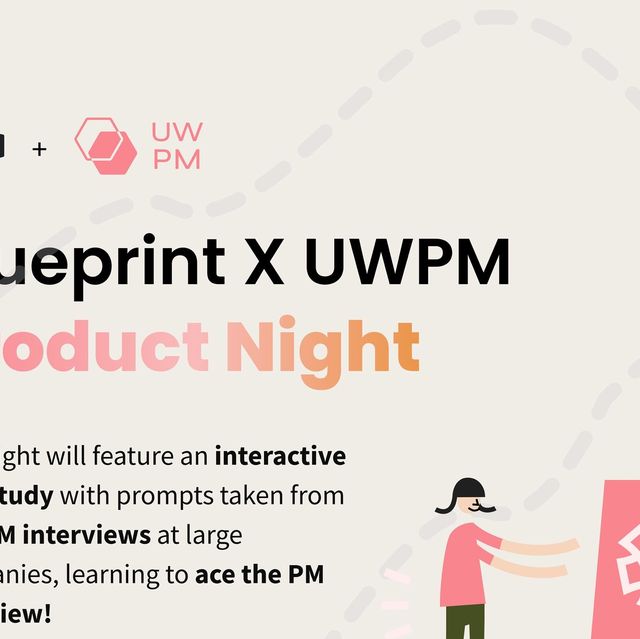 + UW
PM
ueprint X UWPM
roduct Night
ght will feature an interactive
tudy with prompts taken from
M interviews at large
anies, learning to ace the PM
iew!